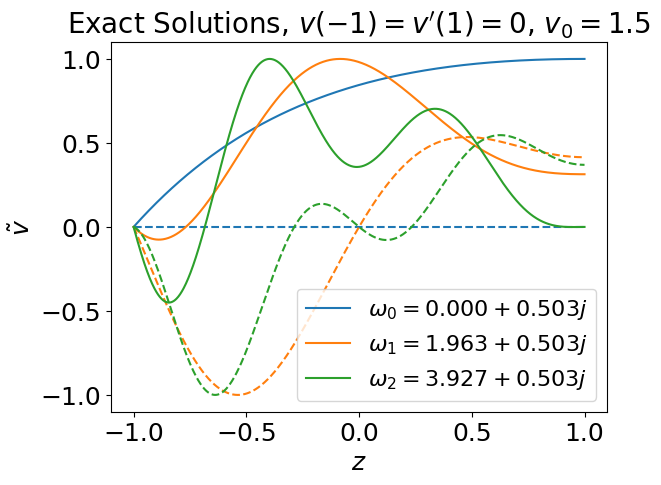 Exact Solutions, v(−1) = v′(1) = 0, v₀ = 1.5
1.0
0.5
0.0
−0.5
−1.0
ṽ
ω₀ = 0.000 + 0.503j
ω₁ = 1.963 + 0.503j
ω₂ = 3.927 + 0.503j
−1.0 −0.5 0.0 0.5 1.0
z